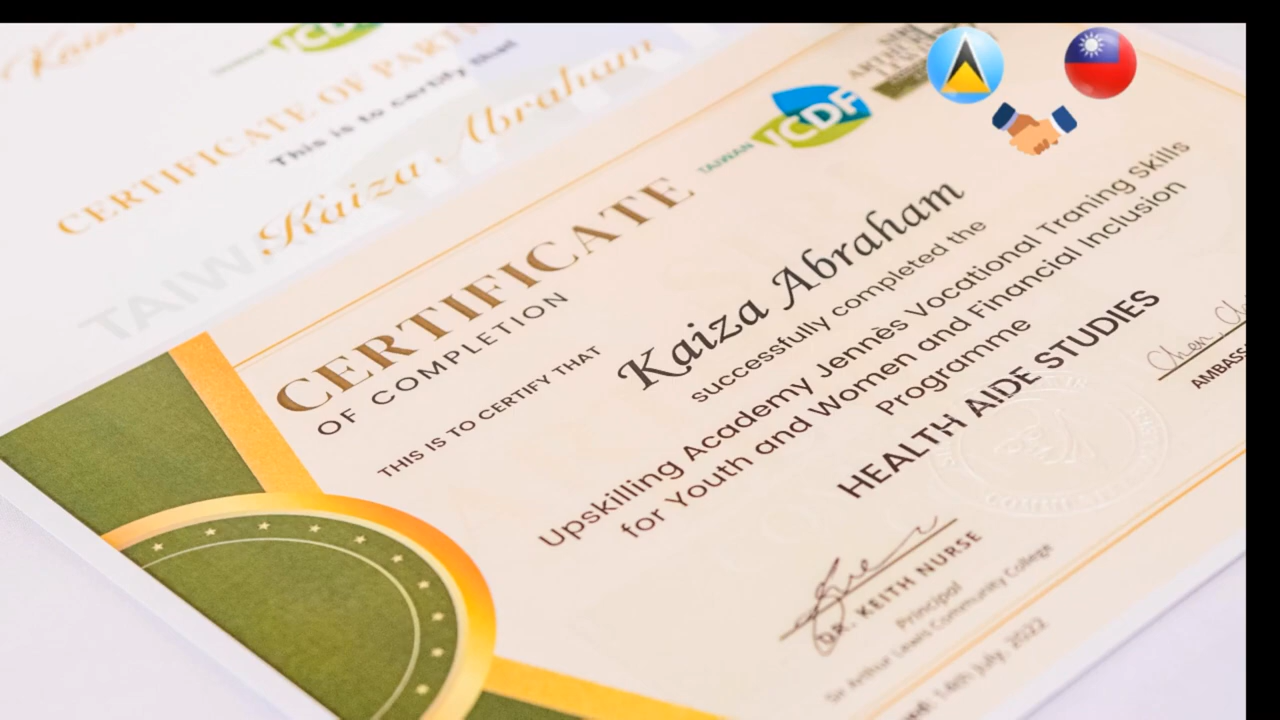 CERTIFICATE OF PARTI
This is to certify that
Kaiza Abraham
TAIW
TAIWAN ICDF
CERTIFICATE
OF COMPLETION
THIS IS TO CERTIFY THAT
Kaiza Abraham
successfully completed the
Upskilling Academy Jennès Vocational Traning Skills
for Youth and Women and Financial Inclusion
Programme
HEALTH AIDE STUDIES
DR. KEITH NURSE
Principal
Sir Arthur Lewis Community College
14th July, 2022
AMBASS